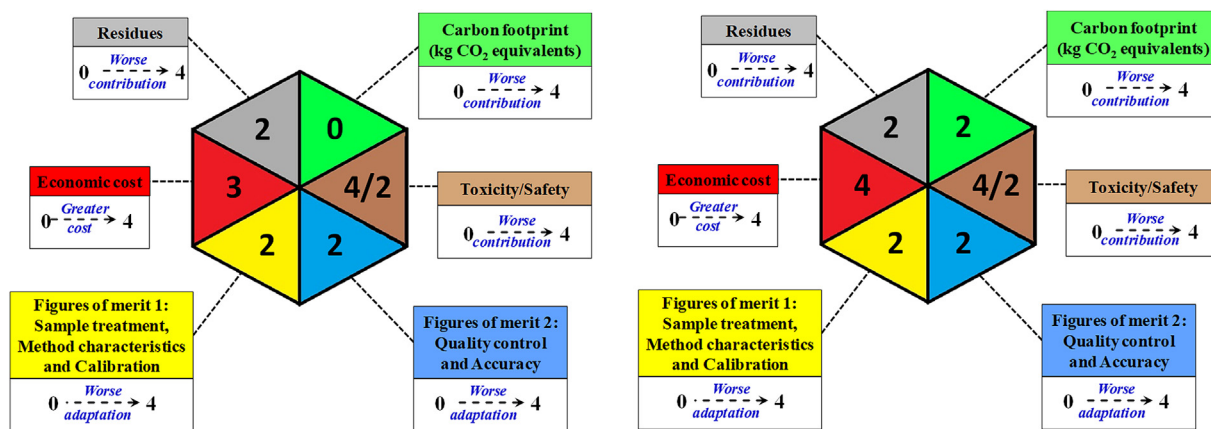 Residues
0 Worse 4
contribution
Carbon footprint
(kg CO2 equivalents)
0 Worse 4
contribution
2
0
Economic cost
0 Greater 4
cost
3
4/2
Toxicity/Safety
0 Worse 4
contribution
2
2
Figures of merit 1:
Sample treatment,
Method characteristics
and Calibration
0 Worse 4
adaptation
Figures of merit 2:
Quality control
and Accuracy
0 Worse 4
adaptation
Residues
0 Worse 4
contribution
Carbon footprint
(kg CO2 equivalents)
0 Worse 4
contribution
2
2
Economic cost
0 Greater 4
cost
4
4/2
Toxicity/Safety
0 Worse 4
contribution
2
2
Figures of merit 1:
Sample treatment,
Method characteristics
and Calibration
0 Worse 4
adaptation
Figures of merit 2:
Quality control
and Accuracy
0 Worse 4
adaptation